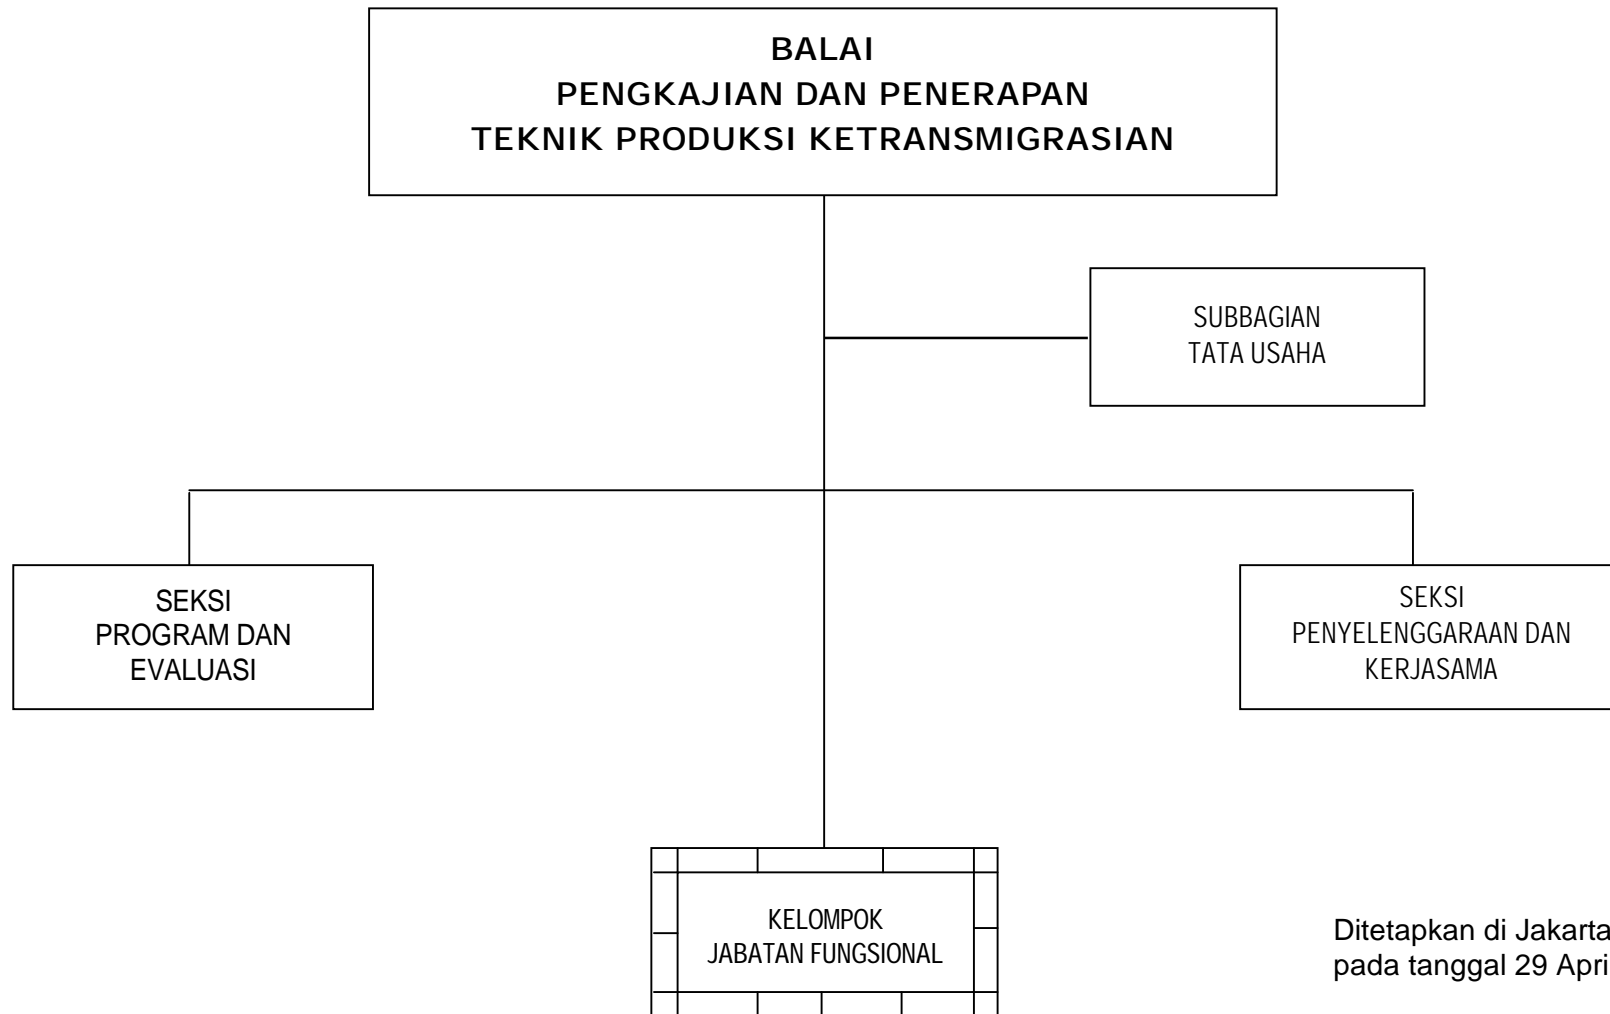 BALAI
PENGKAJIAN DAN PENERAPAN
TEKNIK PRODUKSI KETRANSMIGRASIAN
SUBBAGIAN
TATA USAHA
SEKSI
PROGRAM DAN
EVALUASI
SEKSI
PENYELENGGARAAN DAN
KERJASAMA
KELOMPOK
JABATAN FUNGSIONAL
Ditetapkan di Jakarta
pada tanggal 29 Apri